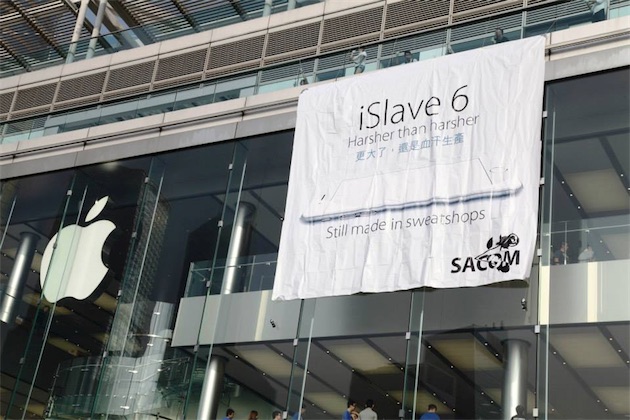 iSlave 6
Harsher than harsher
更大了，還是血汗生產
Still made in sweatshops
SACOM